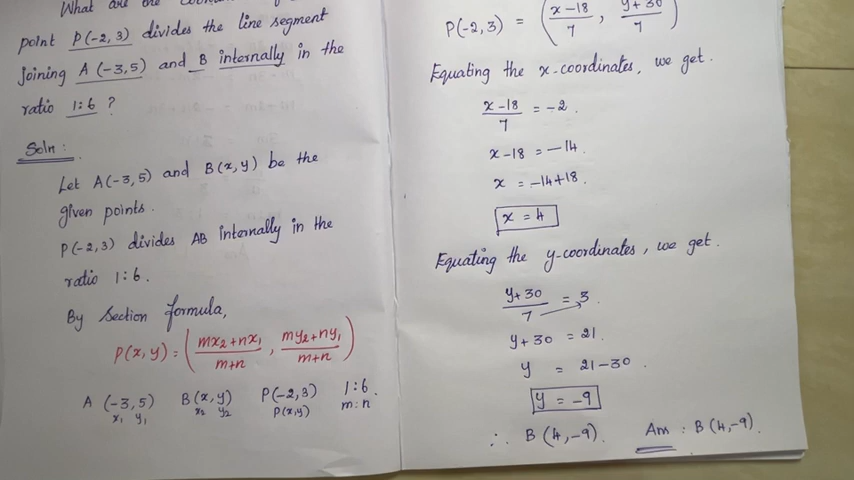 What are the
point P(-2, 3) divides the line segment
joining A(-3, 5) and B internally in the
ratio 1:6 ?
Soln :
Let A(-3, 5) and B(x, y) be the
given points.
P(-2, 3) divides AB internally in the
ratio 1:6.
By Section formula,
P(x, y) = ( mx₂+nx₁ / m+n , my₂+ny₁ / m+n )
A (-3, 5) B(x, y) P(-2, 3) 1:6.
x₁ y₁ x₂ y₂ P(x, y) m:n
P(-2, 3) = ( x-18 / 7 , y+30 / 7 )
Equating the x-coordinates, we get.
x-18 / 7 = -2.
x-18 = -14.
x = -14+18.
x = 4
Equating the y-coordinates, we get.
y+30 / 7 = 3.
y+30 = 21.
y = 21-30.
y = -9
∴ B(4, -9). Ans : B(4, -9).